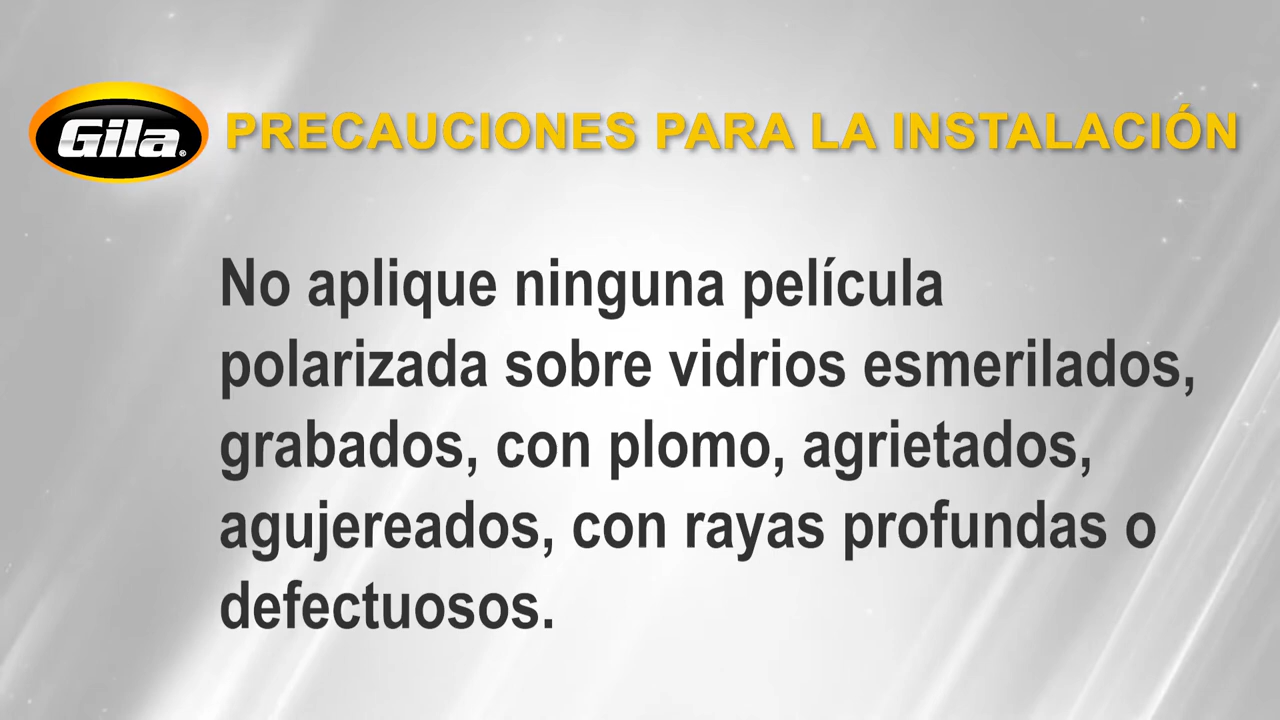 Gila®
PRECAUCIONES PARA LA INSTALACIÓN
No aplique ninguna película
polarizada sobre vidrios esmerilados,
grabados, con plomo, agrietados,
agujereados, con rayas profundas o
defectuosos.